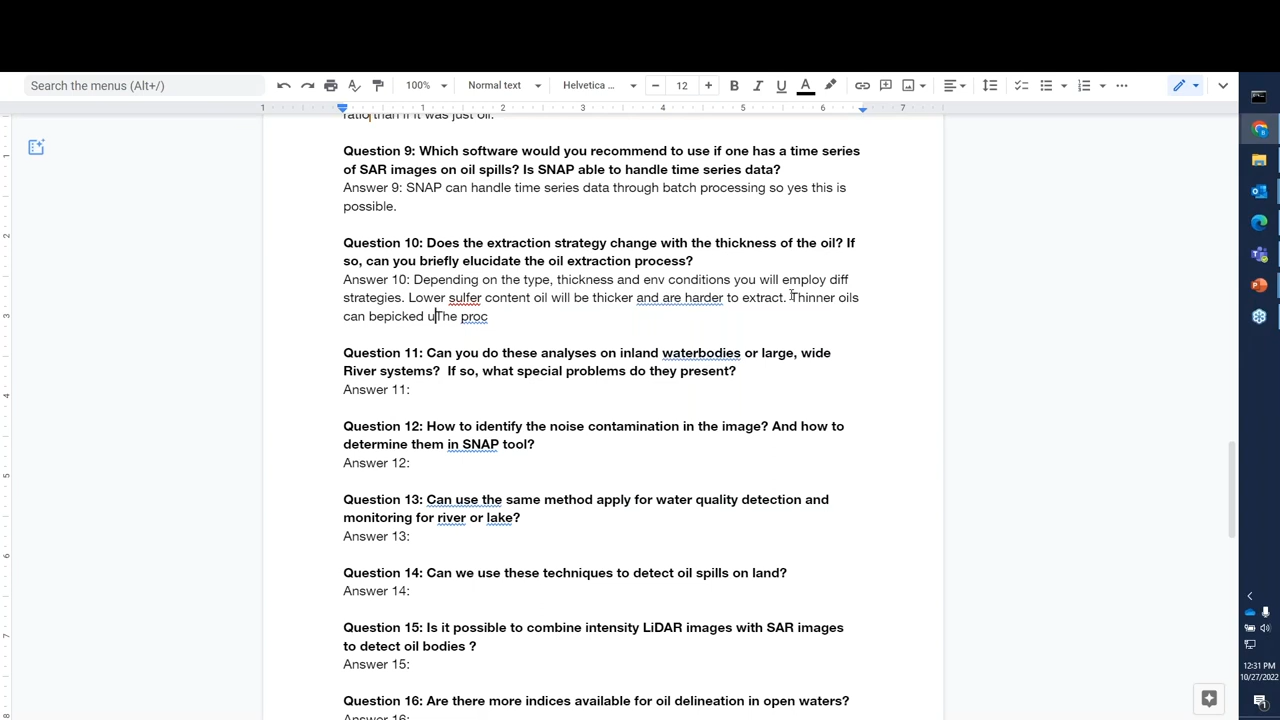 Search the menus (Alt+/)
100%
Normal text
Helvetica ...
12
1 1 2 3 4 5 6 7
ratio than if it was just oil.
Question 9: Which software would you recommend to use if one has a time series
of SAR images on oil spills? Is SNAP able to handle time series data?
Answer 9: SNAP can handle time series data through batch processing so yes this is
possible.
Question 10: Does the extraction strategy change with the thickness of the oil? If
so, can you briefly elucidate the oil extraction process?
Answer 10: Depending on the type, thickness and env conditions you will employ diff
strategies. Lower sulfer content oil will be thicker and are harder to extract. Thinner oils
can bepicked uThe proc
Question 11: Can you do these analyses on inland waterbodies or large, wide
River systems?  If so, what special problems do they present?
Answer 11:
Question 12: How to identify the noise contamination in the image? And how to
determine them in SNAP tool?
Answer 12:
Question 13: Can use the same method apply for water quality detection and
monitoring for river or lake?
Answer 13:
Question 14: Can we use these techniques to detect oil spills on land?
Answer 14:
Question 15: Is it possible to combine intensity LiDAR images with SAR images
to detect oil bodies ?
Answer 15:
Question 16: Are there more indices available for oil delineation in open waters?
Answer 16:
12:31 PM
10/27/2022